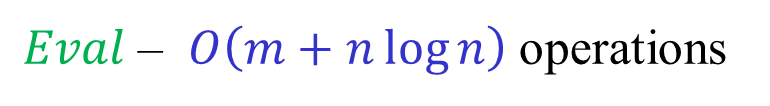 Eval – O(m + n log n) operations